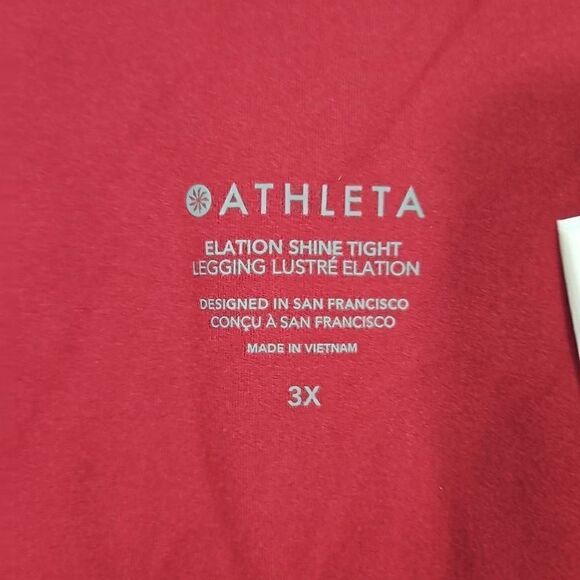 ATHLETA
ELATION SHINE TIGHT
LEGGING LUSTRÉ ELATION
DESIGNED IN SAN FRANCISCO
CONÇU À SAN FRANCISCO
MADE IN VIETNAM
3X